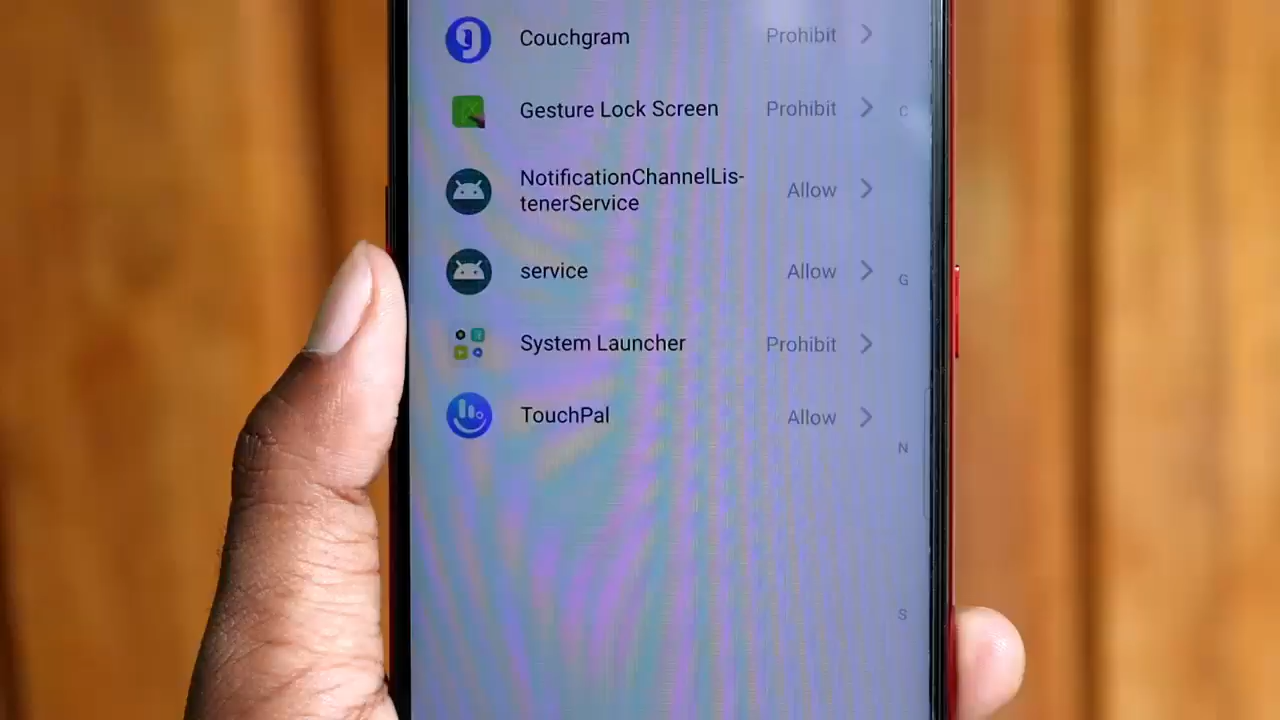 Couchgram Prohibit
Gesture Lock Screen Prohibit
C
NotificationChannelLis-
tenerService Allow
service Allow
G
System Launcher Prohibit
TouchPal Allow
N
S